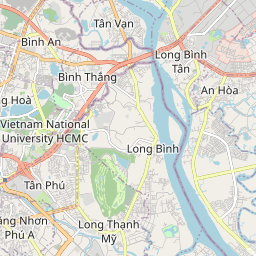 Tân Vạn
Bình An
Long Bình
Tân
Bình Thắng
An Hòa
ng Hoà
Vietnam National
University HCMC
Long Bình
Tân Phú
ăng Nhơn
Phú A
Long Thạnh
Mỹ